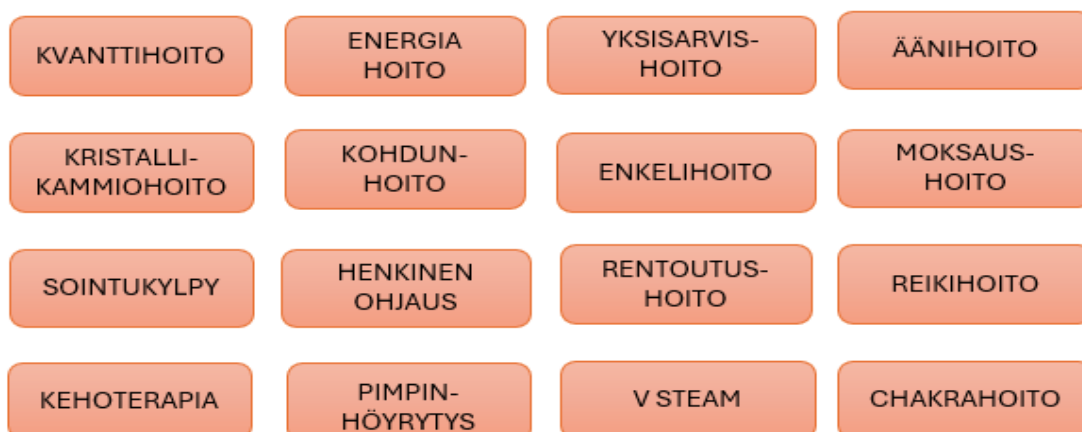 KVANTTIHOITO
ENERGIA
HOITO
YKSISARVIS-
HOITO
ÄÄNIHOITO
KRISTALLI-
KAMMIOHOITO
KOHDUN-
HOITO
ENKELIHOITO
MOKSAUS-
HOITO
SOINTUKYLPY
HENKINEN
OHJAUS
RENTOUTUS-
HOITO
REIKIHOITO
KEHOTERAPIA
PIMPIN-
HÖYRYTYS
V STEAM
CHAKRAHOITO